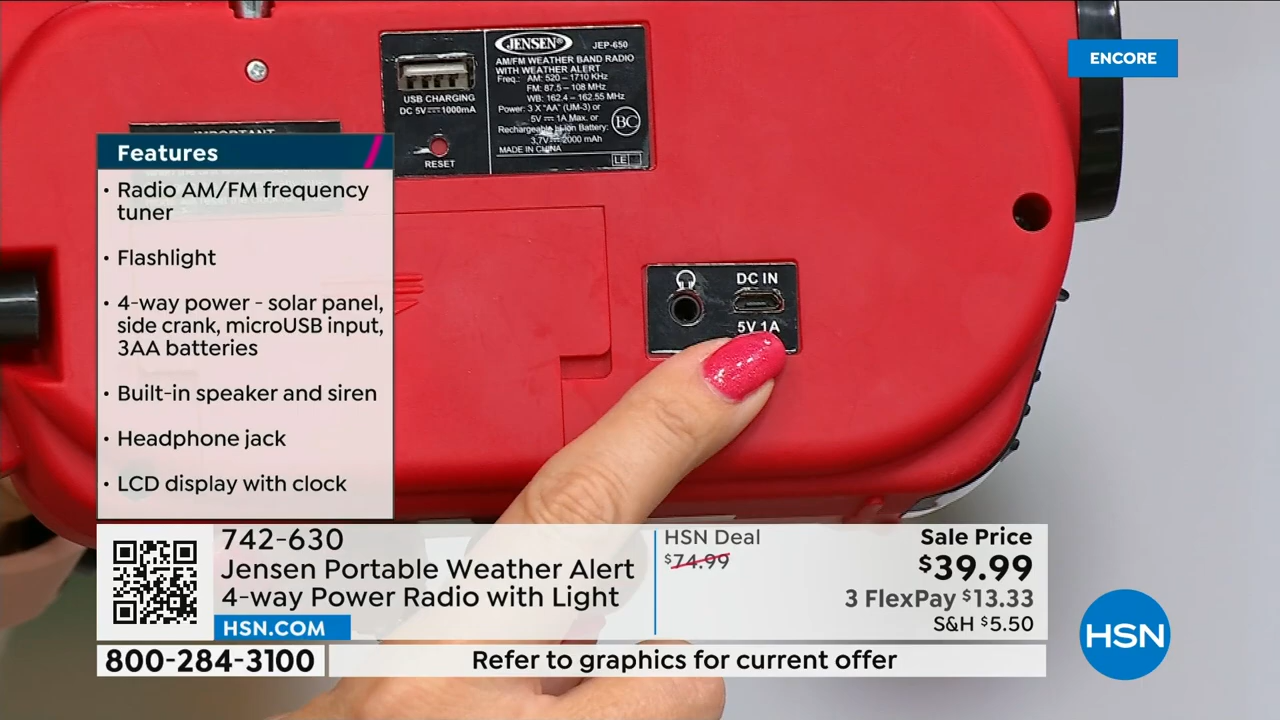 ENCORE
JENSEN® JEP-650
AM/FM WEATHER BAND RADIO
WITH WEATHER ALERT
Freq.: AM: 520 – 1710 KHz
FM: 87.5 – 108 MHz
WB: 162.4 – 162.55 MHz
Power: 3 X "AA" (UM-3) or
5V ⎓ 1A Max. or
Rechargeable Li-ion Battery:
3.7V ⎓ 2000 mAh
MADE IN CHINA
BC
LE
USB CHARGING
DC 5V ⎓ 1000mA
RESET
IMPORTANT
DC IN
5V 1A
Features
• Radio AM/FM frequency
tuner
• Flashlight
• 4-way power - solar panel,
side crank, microUSB input,
3AA batteries
• Built-in speaker and siren
• Headphone jack
• LCD display with clock
742-630
Jensen Portable Weather Alert
4-way Power Radio with Light
HSN.COM
HSN Deal
$74.99
Sale Price
$39.99
3 FlexPay $13.33
S&H $5.50
800-284-3100
Refer to graphics for current offer
HSN